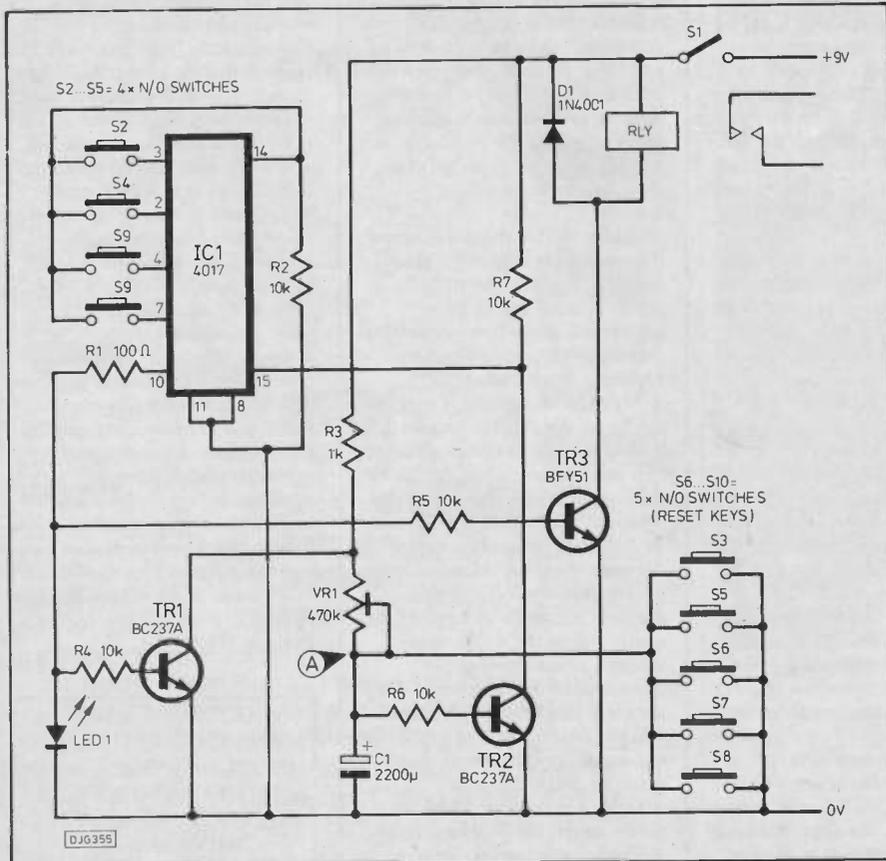 S1
+9V
D1
1N40C1
RLY
S2...S5= 4 x N/O SWITCHES
S2
3
14
S4
2
IC1
4017
S9
4
R2
10k
R7
10k
S9
7
R1 100Ω
10
15
11
8
R3
1k
TR3
BFY51
S6...S10=
5 x N/O SWITCHES
(RESET KEYS)
R5 10k
S3
VR1
470k
S5
TR1
BC237A
A
S6
R4 10k
R6 10k
S7
LED 1
+
C1
2200µ
TR2
BC237A
S8
0V
DJG355